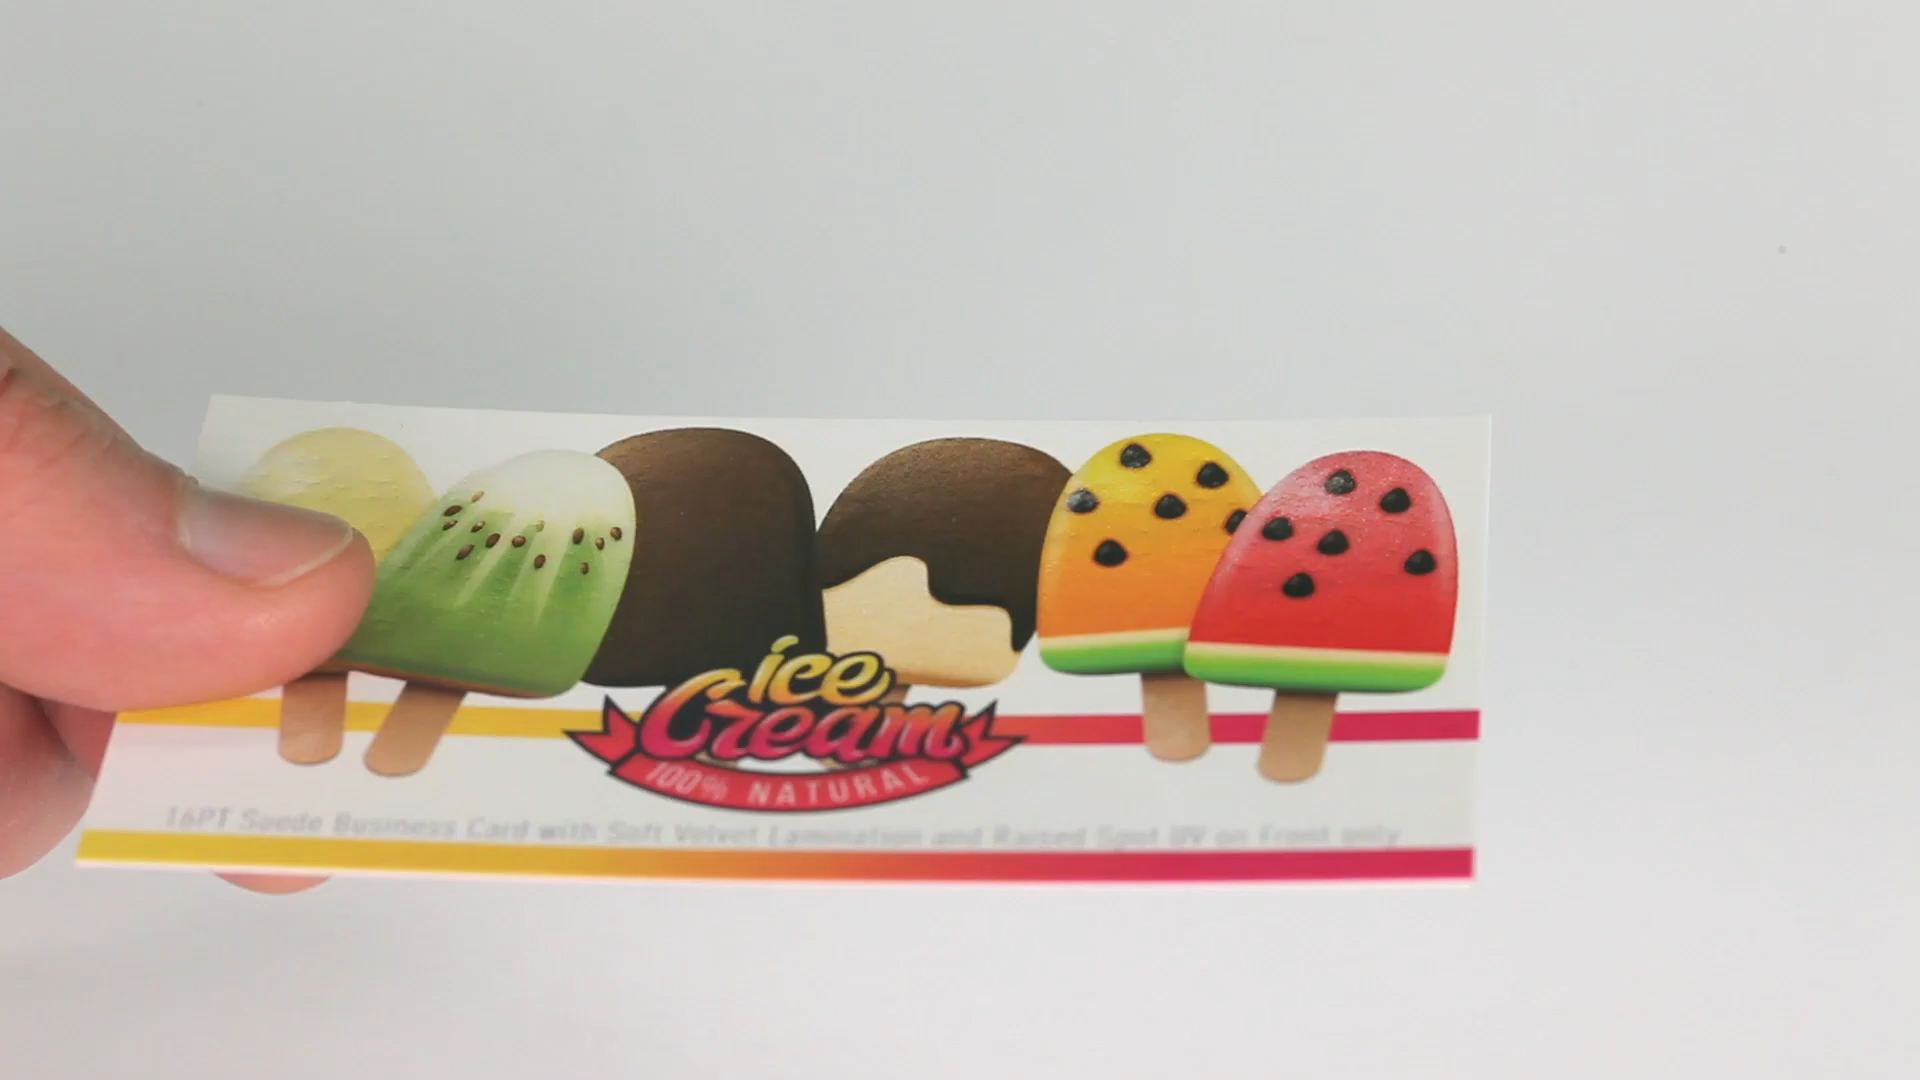 ice
Cream
100% NATURAL
16PT Suede Business Card with Soft Velvet Lamination and Raised Spot UV on Front only